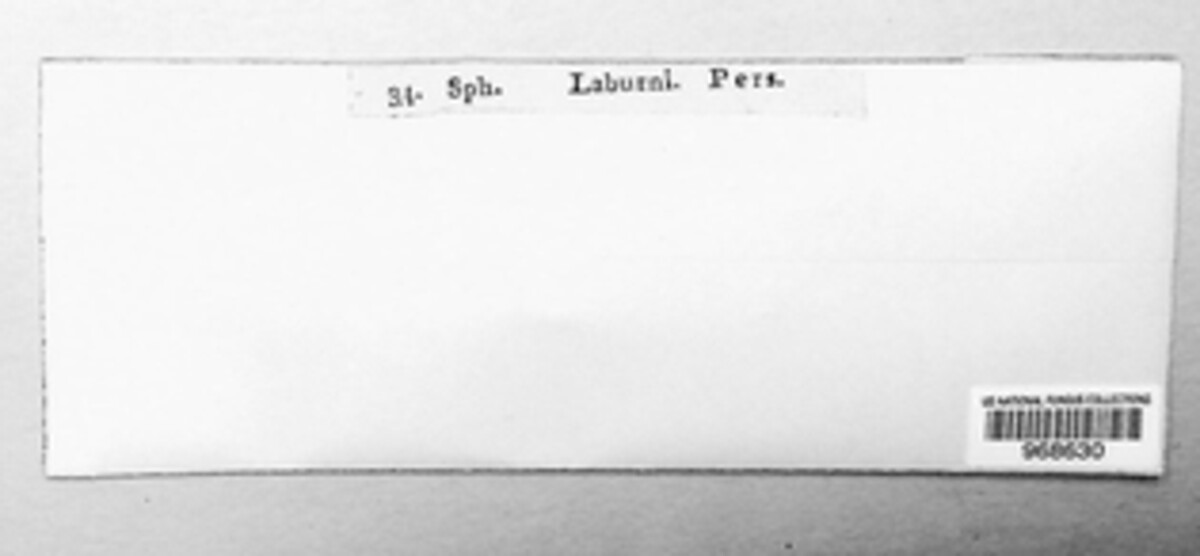 34. Sph. Laburni. Pers.
US NATIONAL FUNGUS COLLECTIONS
968630